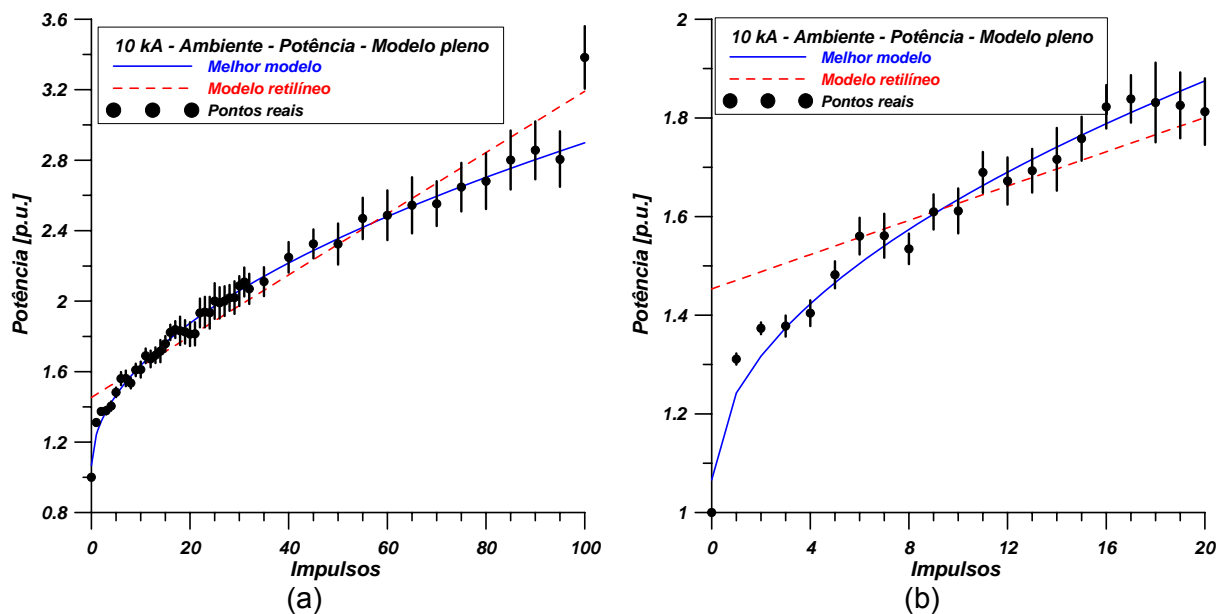 10 kA - Ambiente - Potência - Modelo pleno
Melhor modelo
Modelo retilíneo
Pontos reais
Potência [p.u.]
3.6
3.2
2.8
2.4
2
1.6
1.2
0.8
0 20 40 60 80 100
Impulsos
(a)
10 kA - Ambiente - Potência - Modelo pleno
Melhor modelo
Modelo retilíneo
Pontos reais
Potência [p.u.]
2
1.8
1.6
1.4
1.2
1
0 4 8 12 16 20
Impulsos
(b)